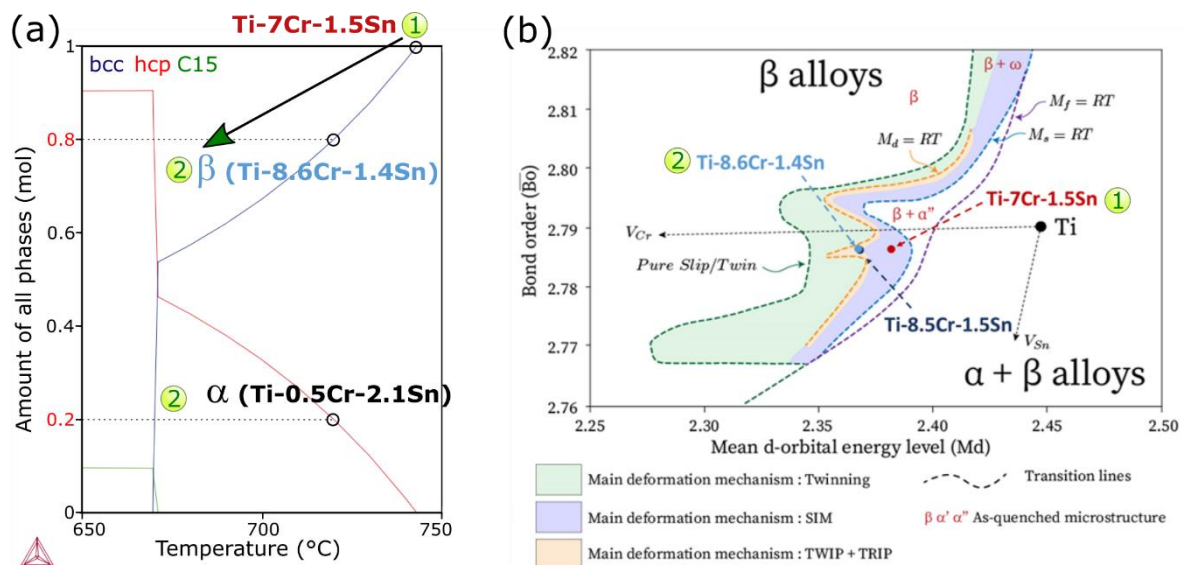 (a)
Ti-7Cr-1.5Sn 1
bcc hcp C15
1
0.8
0.6
0.4
0.2
0
Amount of all phases (mol)
2 β (Ti-8.6Cr-1.4Sn)
2 α (Ti-0.5Cr-2.1Sn)
650 700 750
Temperature (°C)
(b)
2.82
2.81
2.80
2.79
2.78
2.77
2.76
Bond order (Bo)
β alloys
β
β + ω
M_f = RT
M_s = RT
M_d = RT
2 Ti-8.6Cr-1.4Sn
Ti-7Cr-1.5Sn 1
β + α"
V_Cr
Ti
Pure Slip/Twin
Ti-8.5Cr-1.5Sn
V_Sn
α + β alloys
2.25 2.30 2.35 2.40 2.45 2.50
Mean d-orbital energy level (Md)
Main deformation mechanism : Twinning
Transition lines
Main deformation mechanism : SIM
β α' α" As-quenched microstructure
Main deformation mechanism : TWIP + TRIP